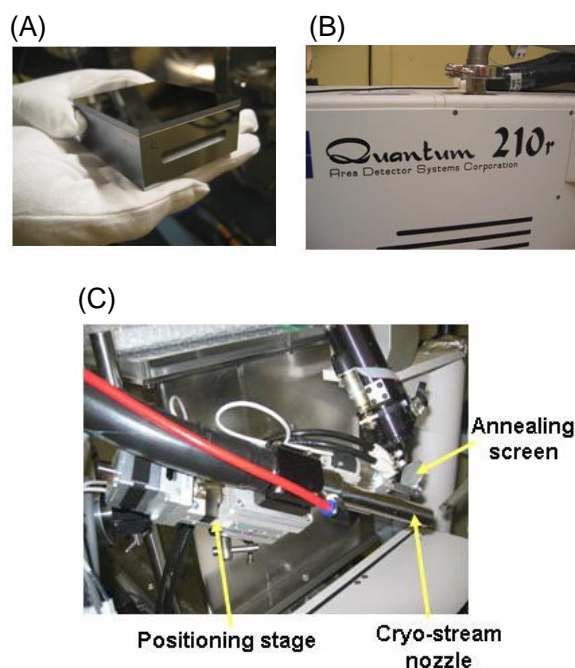 (A)
(B)
Quantum 210r
Area Detector Systems Corporation
(C)
Annealing
screen
Positioning stage
Cryo-stream
nozzle